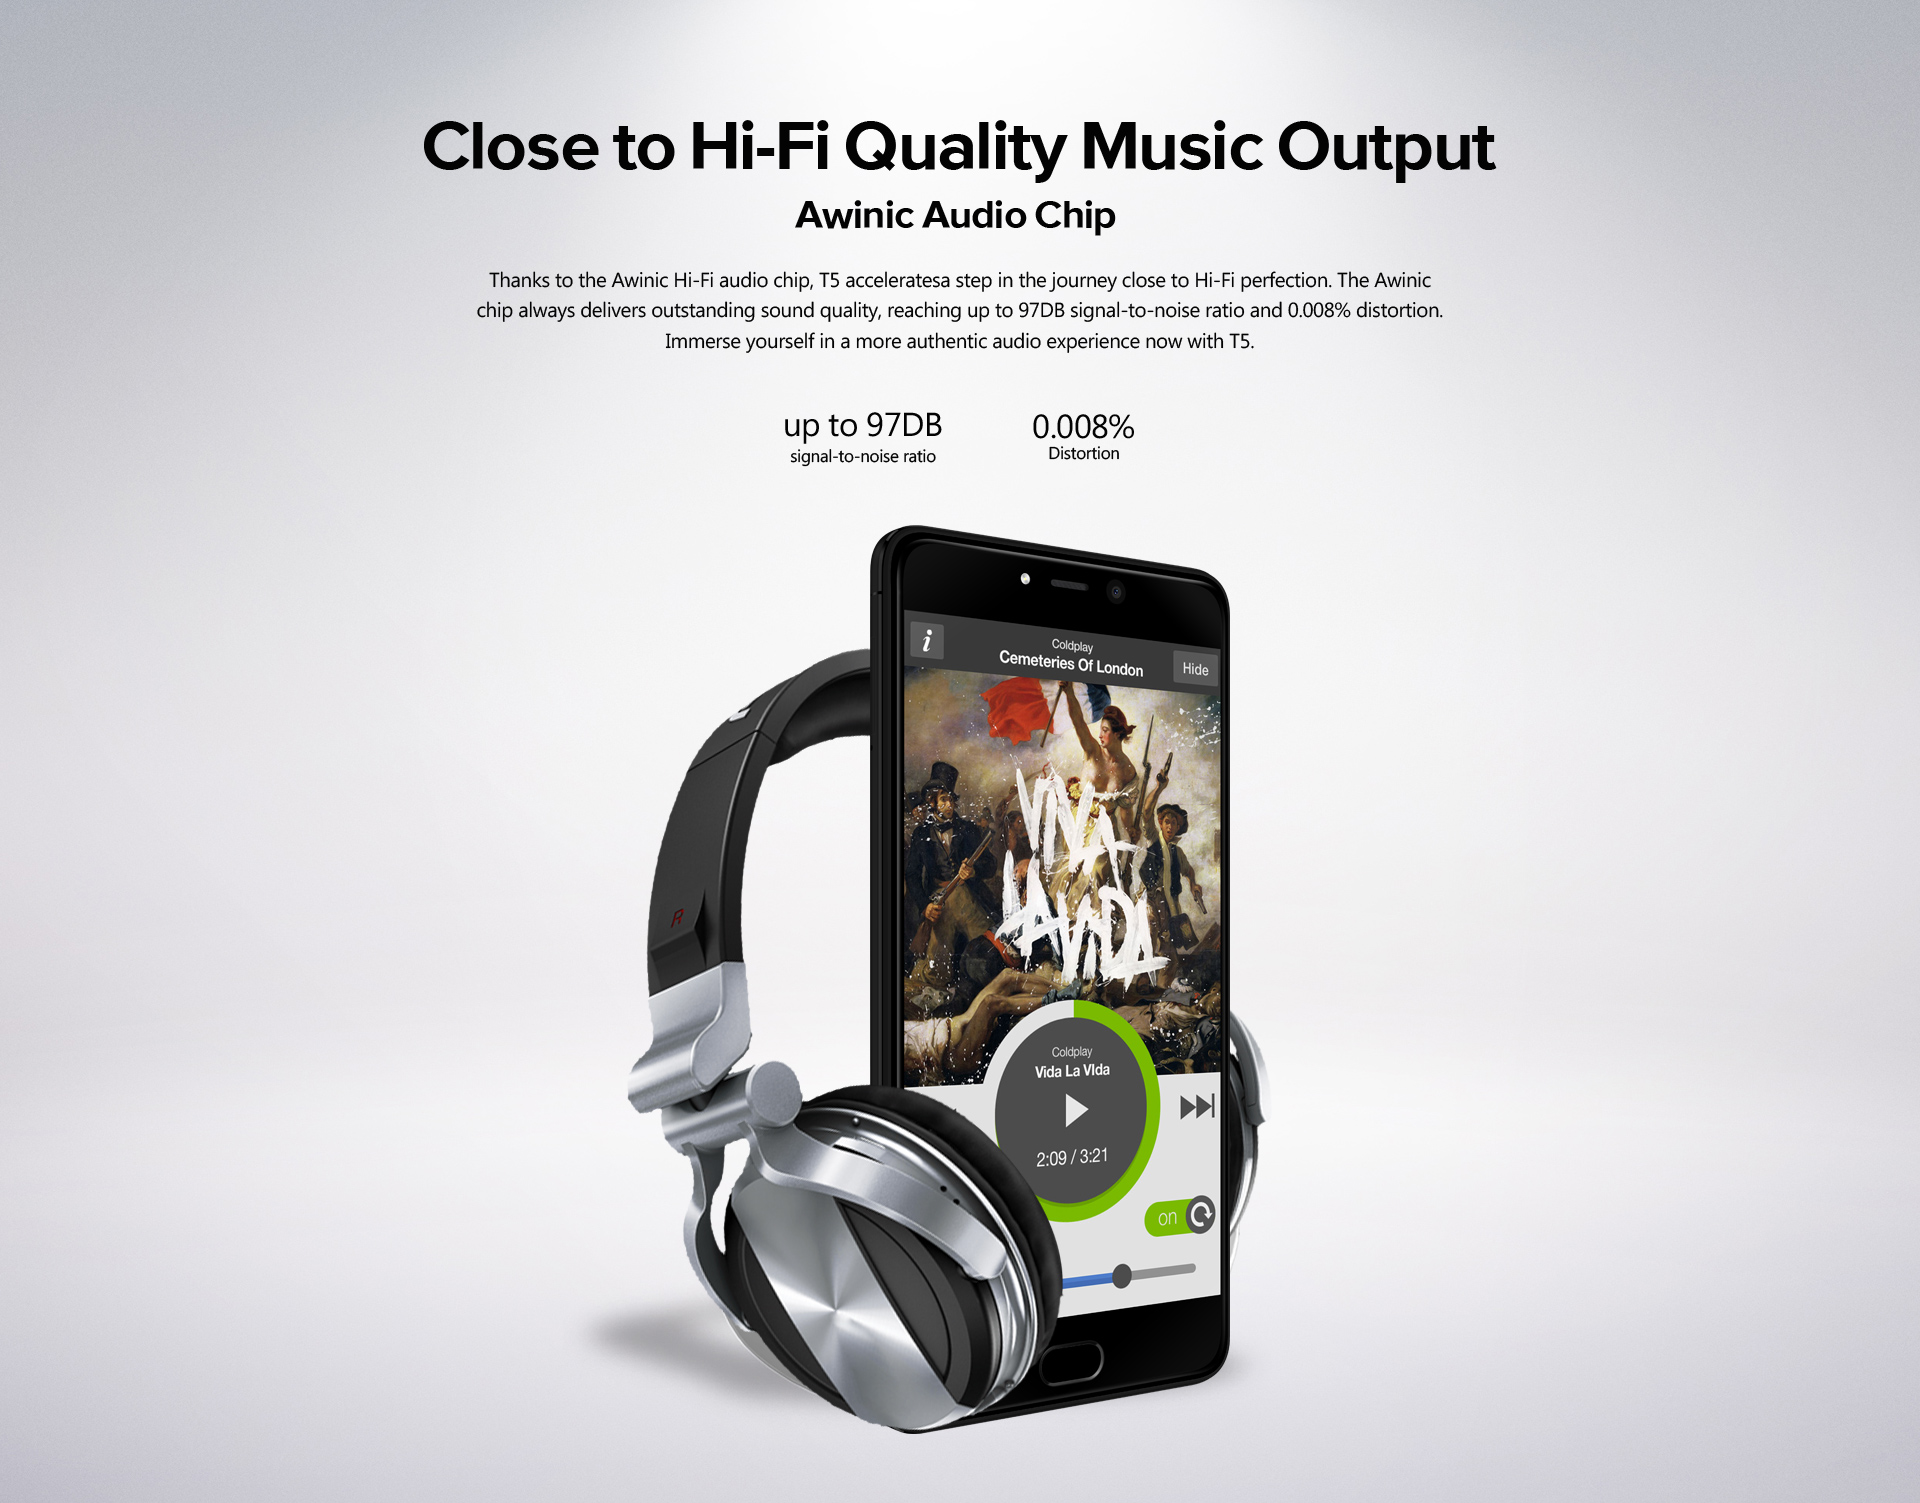 Close to Hi-Fi Quality Music Output
Awinic Audio Chip
Thanks to the Awinic Hi-Fi audio chip, T5 acceleratesa step in the journey close to Hi-Fi perfection. The Awinic
chip always delivers outstanding sound quality, reaching up to 97DB signal-to-noise ratio and 0.008% distortion.
Immerse yourself in a more authentic audio experience now with T5.
up to 97DB
signal-to-noise ratio
0.008%
Distortion
i
Coldplay
Cemeteries Of London
Hide
VIVA
LA VIDA
R
Coldplay
Vida La VIda
2:09 / 3:21
on